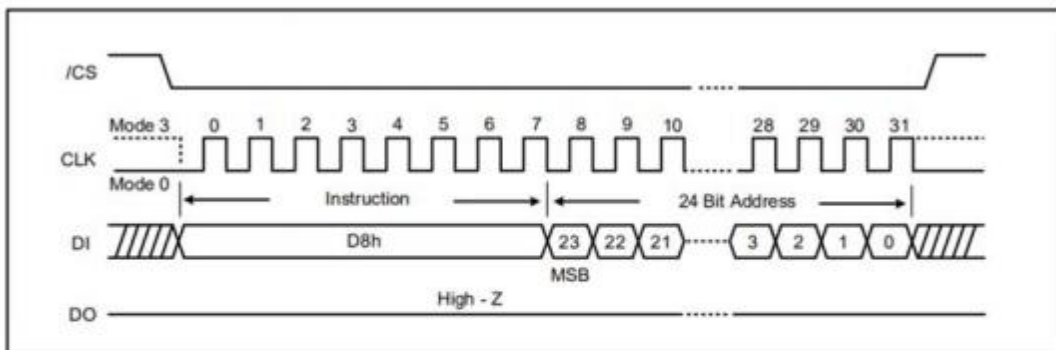 /CS
Mode 3 0 1 2 3 4 5 6 7 8 9 10 28 29 30 31
CLK
Mode 0
Instruction 24 Bit Address
DI D8h 23 22 21 3 2 1 0
MSB
High - Z
DO